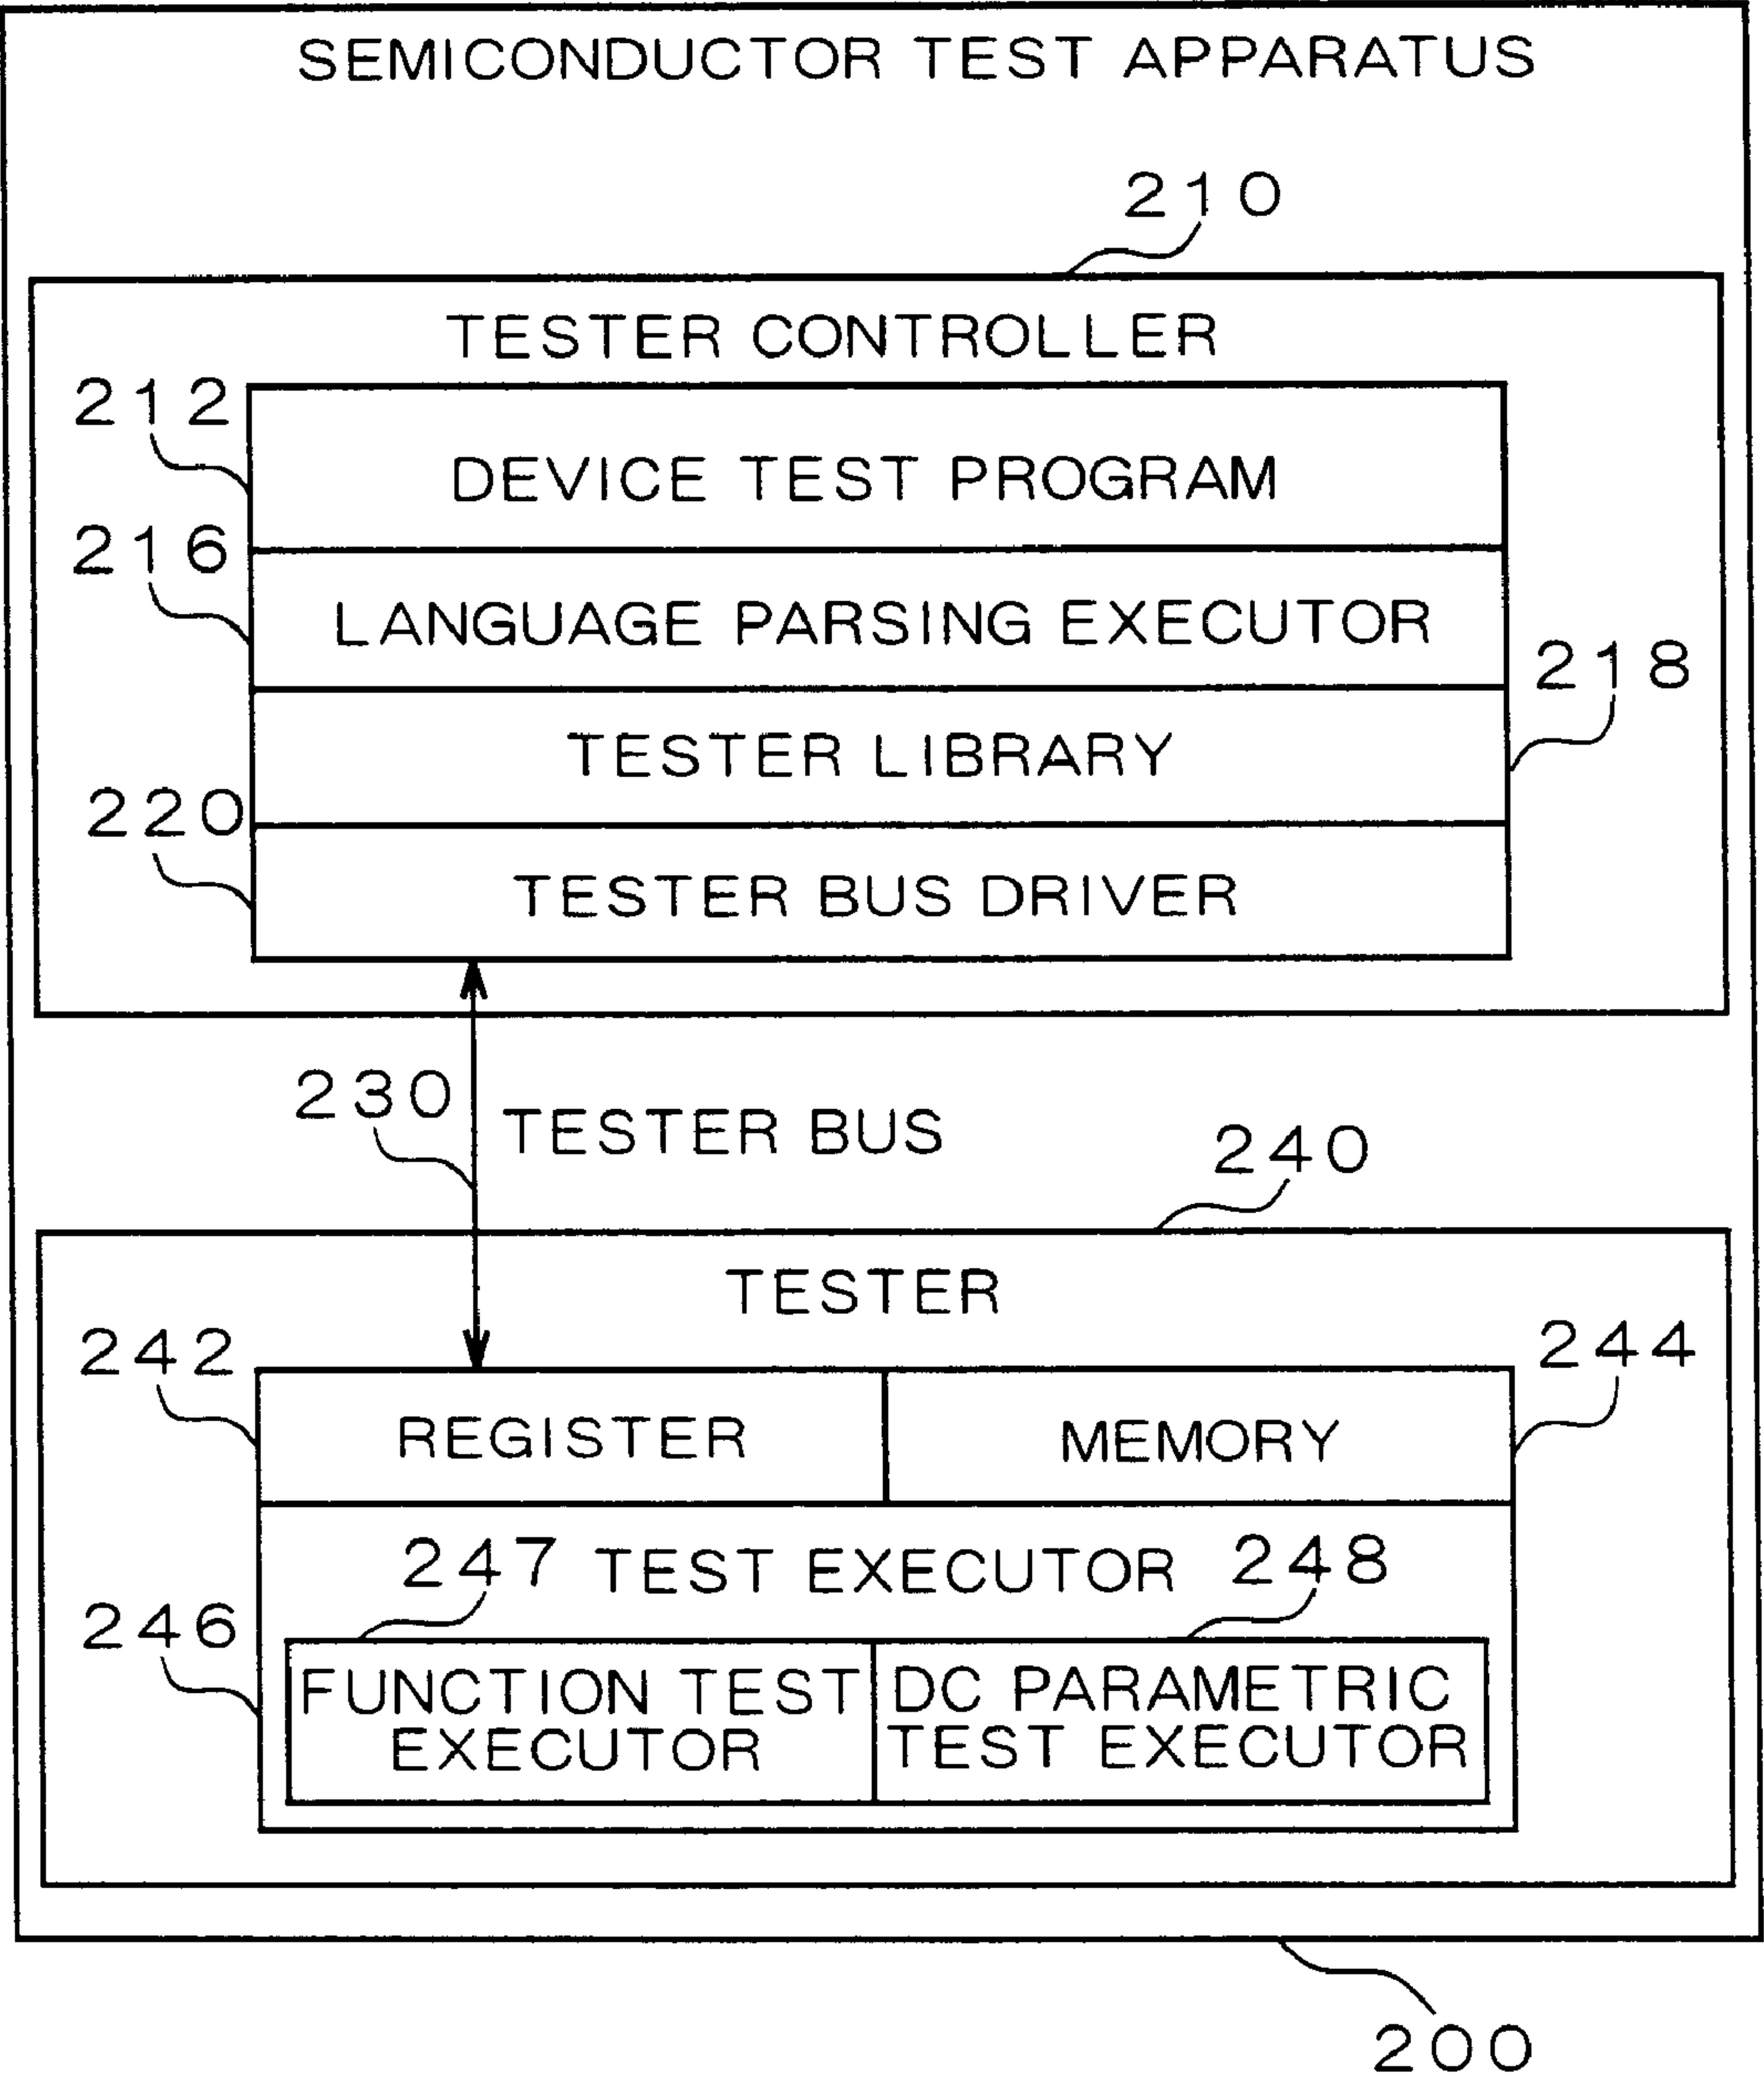 SEMICONDUCTOR TEST APPARATUS
210
TESTER CONTROLLER
212
DEVICE TEST PROGRAM
216
LANGUAGE PARSING EXECUTOR
218
TESTER LIBRARY
220
TESTER BUS DRIVER
230
TESTER BUS
240
TESTER
242
244
REGISTER
MEMORY
247
TEST EXECUTOR
248
246
FUNCTION TEST
EXECUTOR
DC PARAMETRIC
TEST EXECUTOR
200